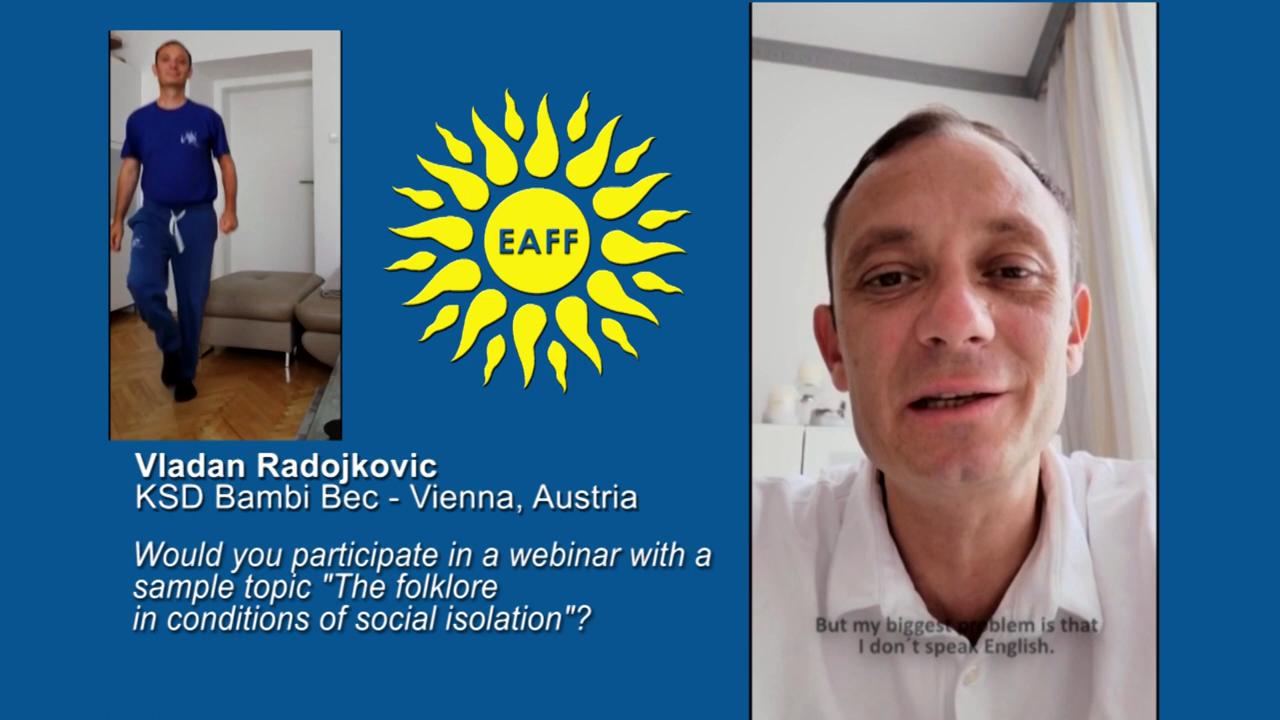 EAFF
Vladan Radojkovic
KSD Bambi Bec - Vienna, Austria
Would you participate in a webinar with a
sample topic "The folklore
in conditions of social isolation"?
But my biggest problem is that
I don´t speak English.